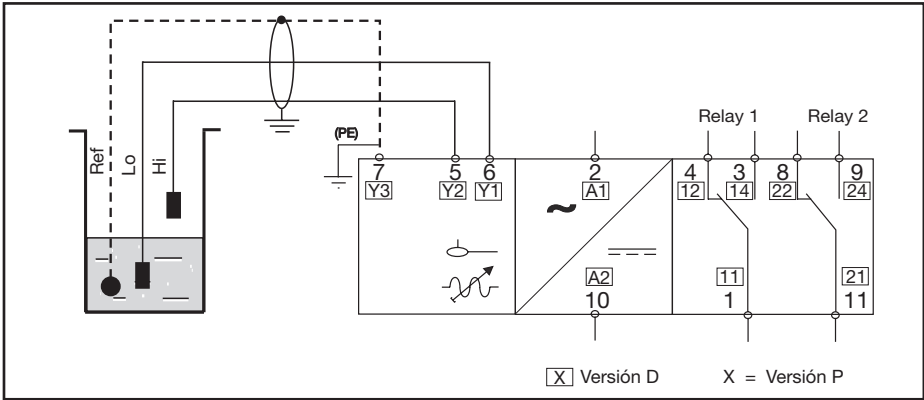 Relay 1 Relay 2
(PE)
Ref
Lo
Hi
7 5 6 2 4 3 8 9
Y3 Y2 Y1 A1 12 14 22 24
~
A2 11 21
10 1 11
X Versión D X = Versión P